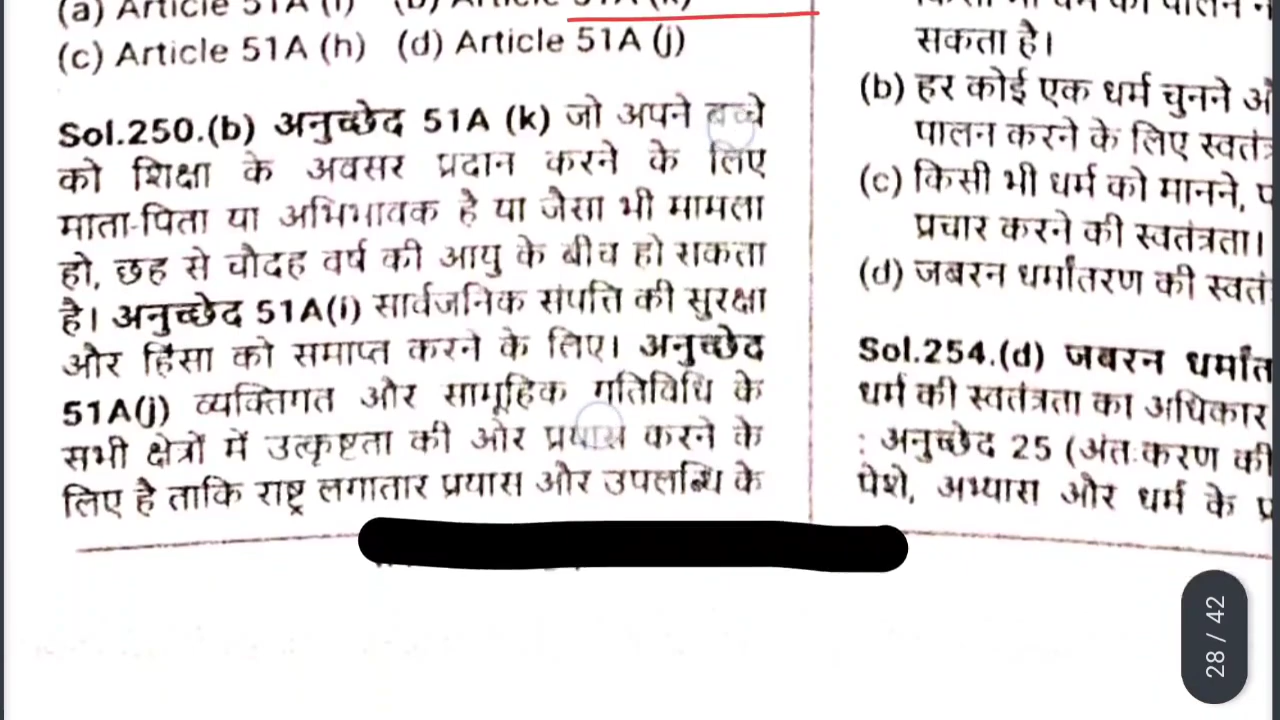 (a) Article 51A (i) (b) Article 51A (k)
(c) Article 51A (h) (d) Article 51A (j)
Sol.250.(b) अनुच्छेद 51A (k) जो अपने बच्चे
को शिक्षा के अवसर प्रदान करने के लिए
माता-पिता या अभिभावक है या जैसा भी मामला
हो, छह से चौदह वर्ष की आयु के बीच हो सकता
है। अनुच्छेद 51A(i) सार्वजनिक संपत्ति की सुरक्षा
और हिंसा को समाप्त करने के लिए। अनुच्छेद
51A(j) व्यक्तिगत और सामूहिक गतिविधि के
सभी क्षेत्रों में उत्कृष्टता की ओर प्रयास करने के
लिए है ताकि राष्ट्र लगातार प्रयास और उपलब्धि के
सकता है।
(b) हर कोई एक धर्म चुनने
पालन करने के लिए
(c) किसी भी धर्म को मानने,
प्रचार करने की स्वतंत्रता।
(d) जबरन धर्मांतरण की
Sol.254.(d) जबरन
धर्म की स्वतंत्रता का अधिकार
: अनुच्छेद 25 (अंतःकरण की
पेशे, अभ्यास और धर्म के
28 / 42